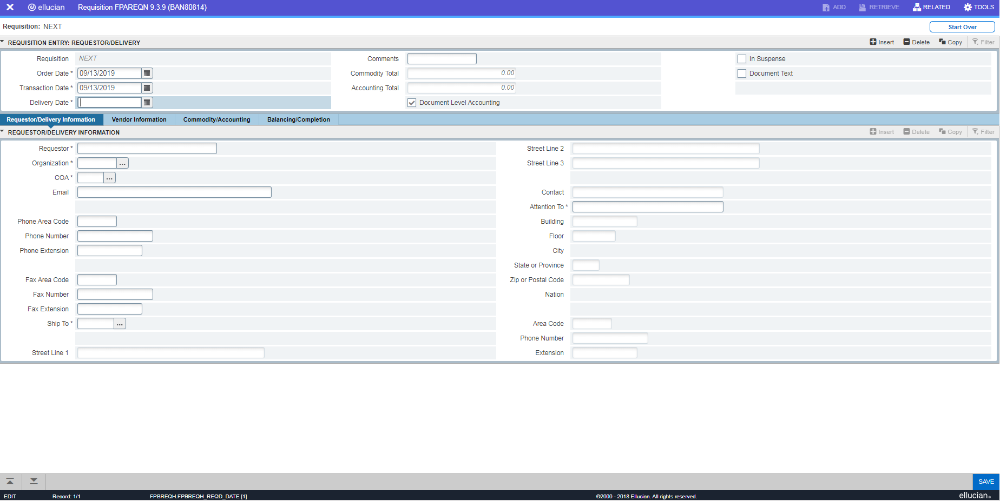 ellucian Requisition FPAREQN 9.3.9 (BAN80814) ADD RETRIEVE RELATED TOOLS
Requisition: NEXT Start Over
REQUISITION ENTRY: REQUESTOR/DELIVERY Insert Delete Copy Filter
Requisition NEXT Comments In Suspense
Order Date * 09/13/2019 Commodity Total 0.00 Document Text
Transaction Date * 09/13/2019 Accounting Total 0.00
Delivery Date * Document Level Accounting
Requestor/Delivery Information Vendor Information Commodity/Accounting Balancing/Completion
REQUESTOR/DELIVERY INFORMATION Insert Delete Copy Filter
Requestor * Street Line 2
Organization * ... Street Line 3
COA * ...
Email Contact
Attention To *
Phone Area Code Building
Phone Number Floor
Phone Extension City
State or Province
Fax Area Code Zip or Postal Code
Fax Number Nation
Fax Extension
Ship To * ... Area Code
Phone Number
Street Line 1 Extension
SAVE
EDIT Record: 1/1 FPBREQH.FPBREQH_REQD_DATE [1] ©2000 - 2018 Ellucian. All rights reserved. ellucian